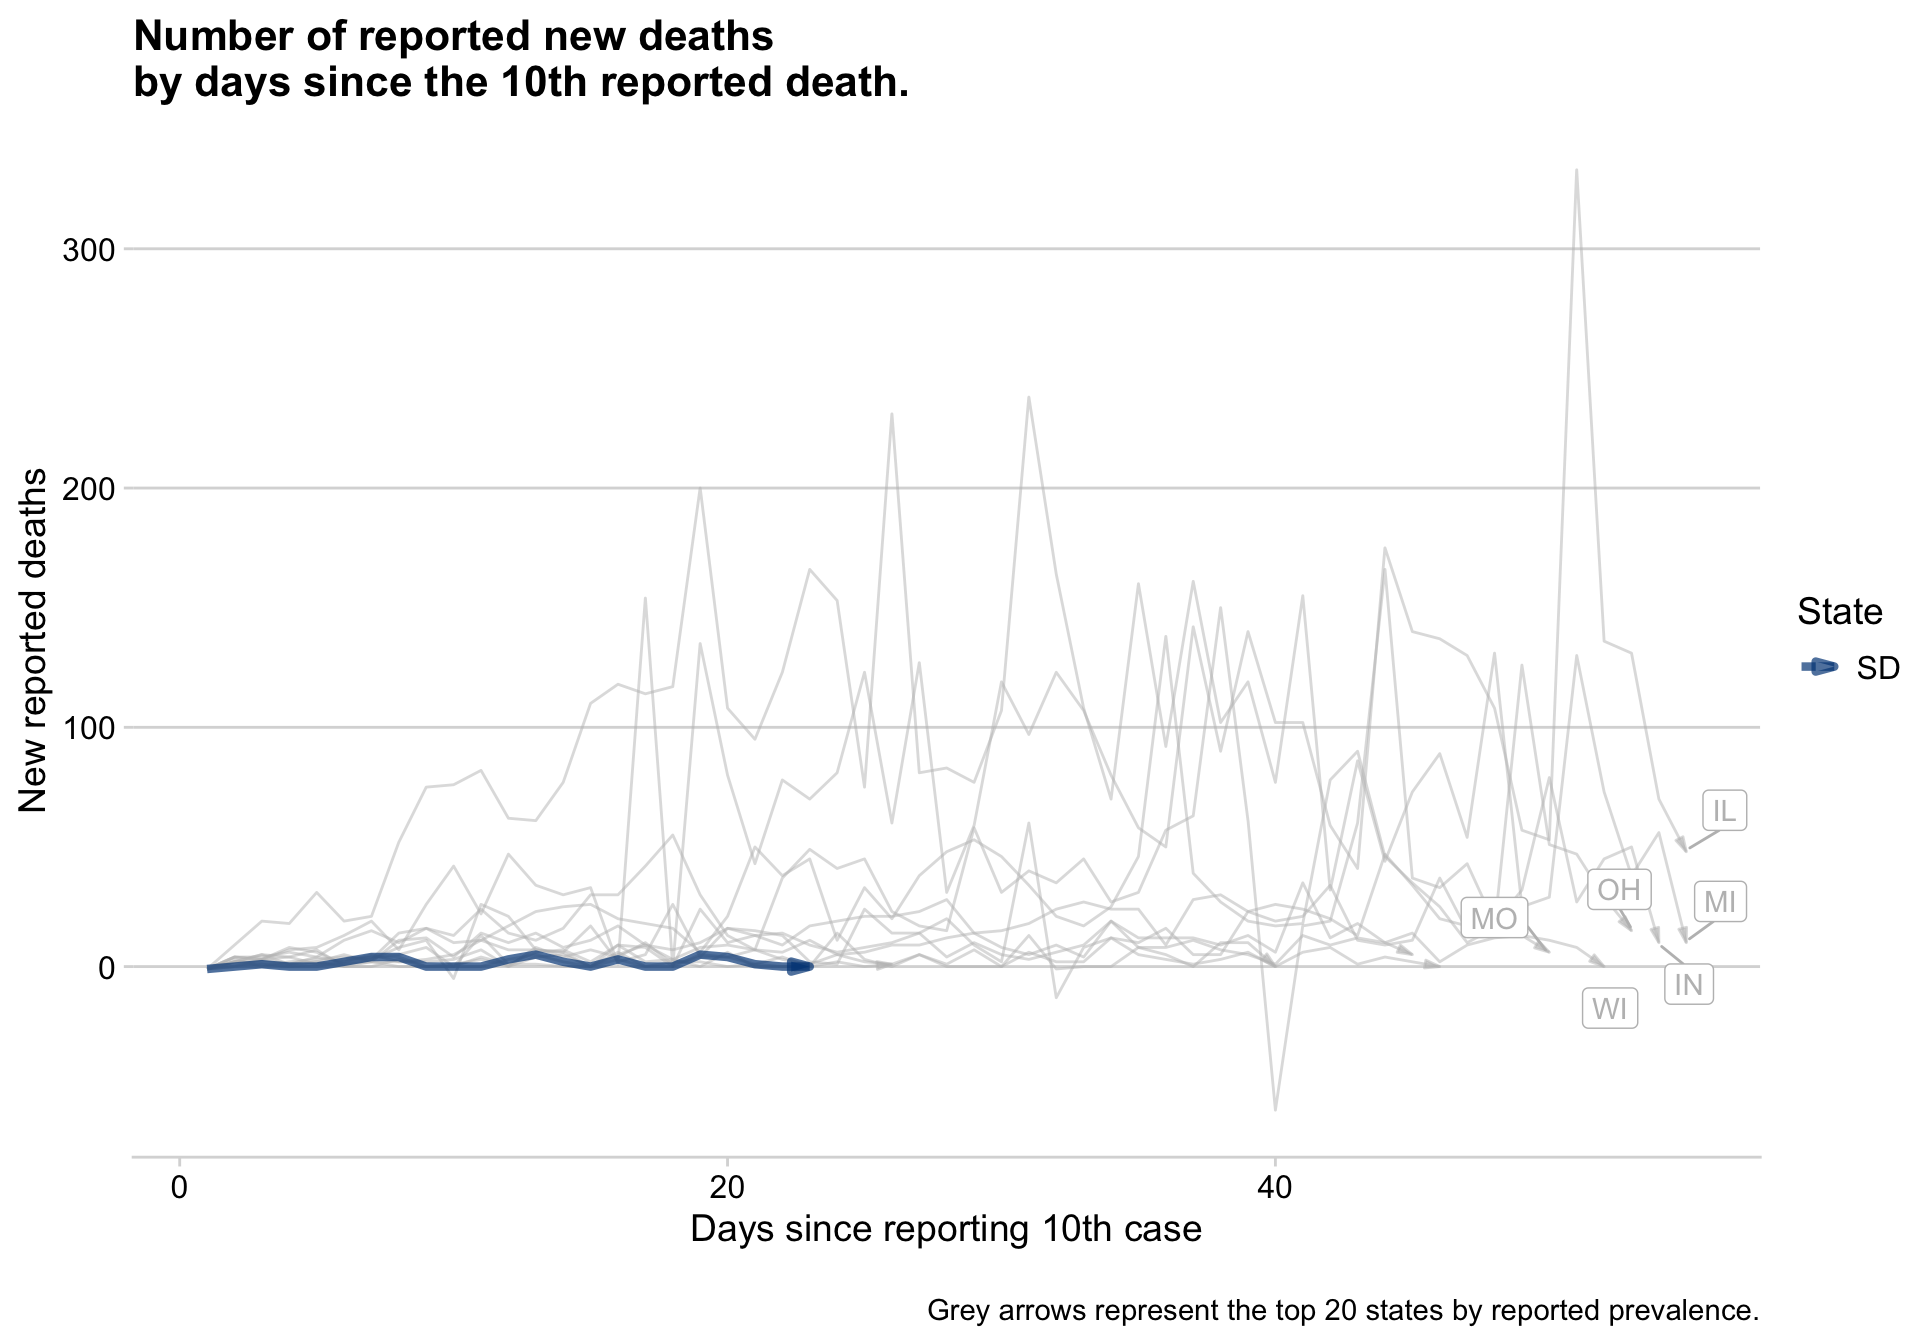 Number of reported new deaths
by days since the 10th reported death.
New reported deaths
300
200
100
0
0
20
40
Days since reporting 10th case
IL
OH
MI
MO
IN
WI
State
SD
Grey arrows represent the top 20 states by reported prevalence.